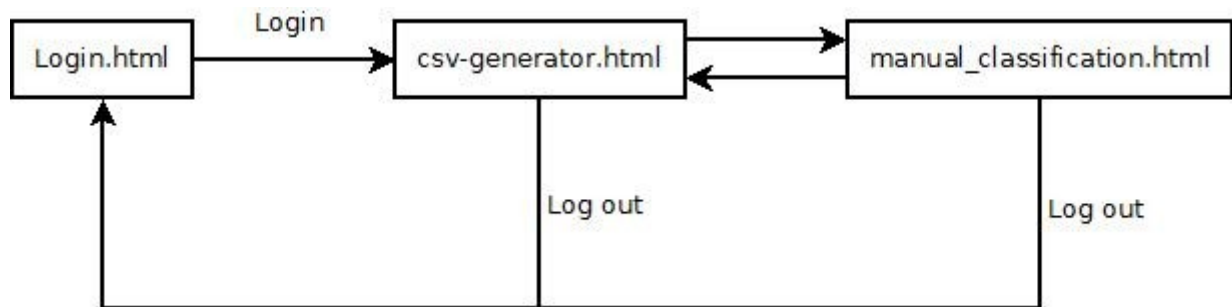 Login
Login.html
csv-generator.html
manual_classification.html
Log out
Log out